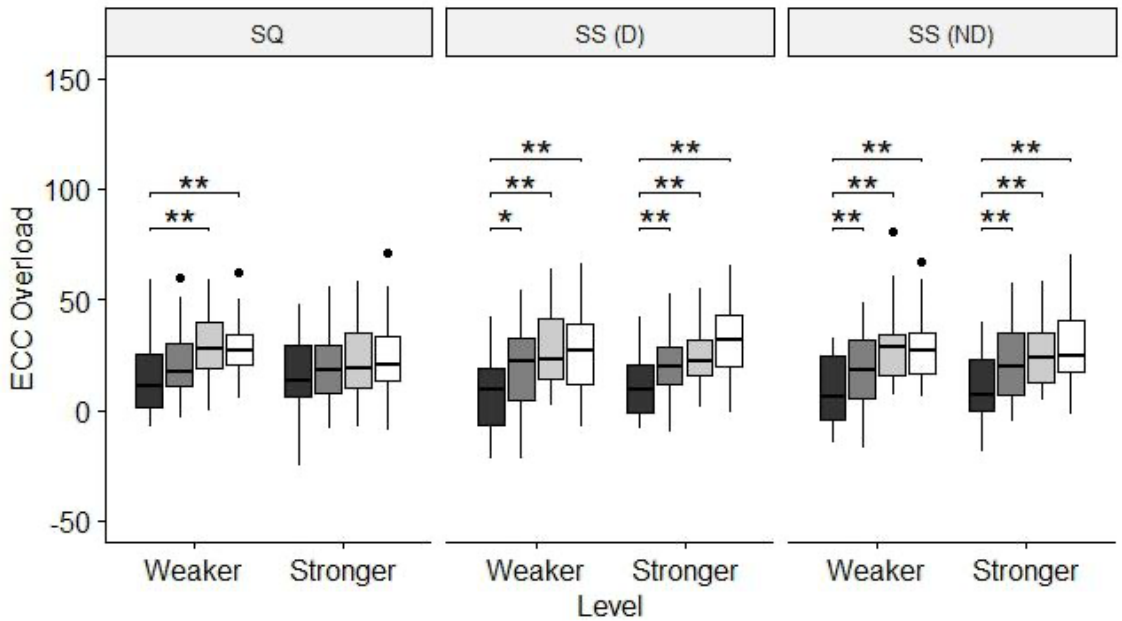 SQ SS (D) SS (ND)
150
** ** ** **
100
** ** ** ** **
** * ** ** **
50
0
-50
ECC Overload
Weaker Stronger Weaker Stronger Weaker Stronger
Level